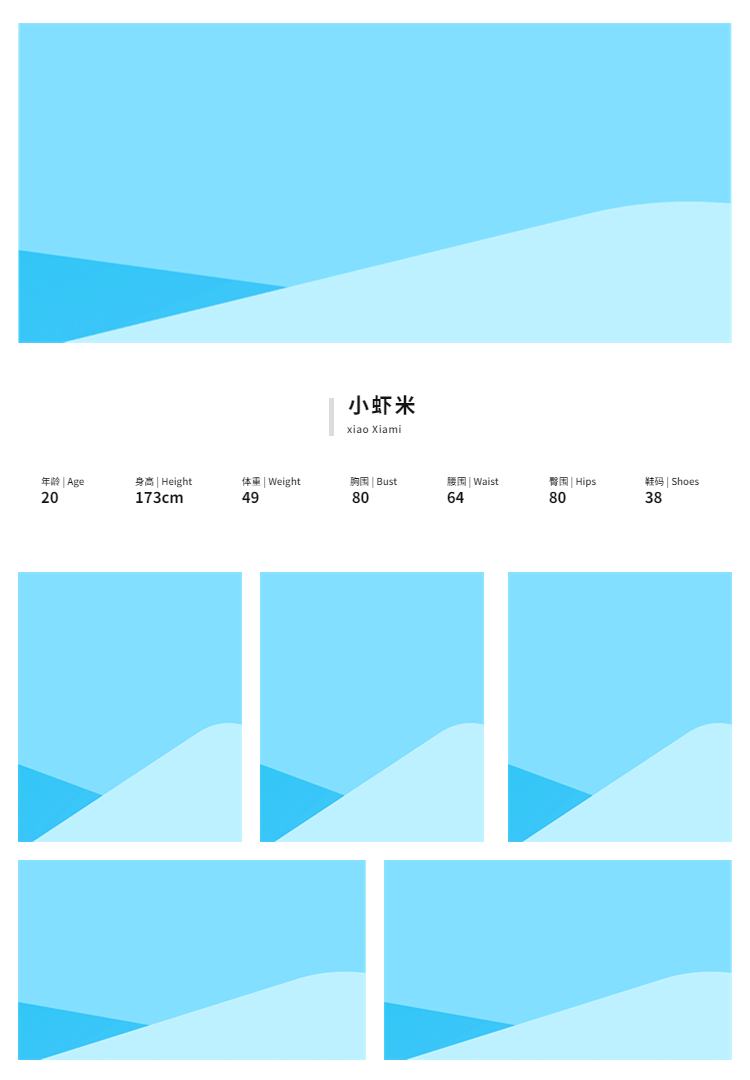 小虾米
xiao Xiami
年龄 | Age
20
身高 | Height
173cm
体重 | Weight
49
胸围 | Bust
80
腰围 | Waist
64
臀围 | Hips
80
鞋码 | Shoes
38